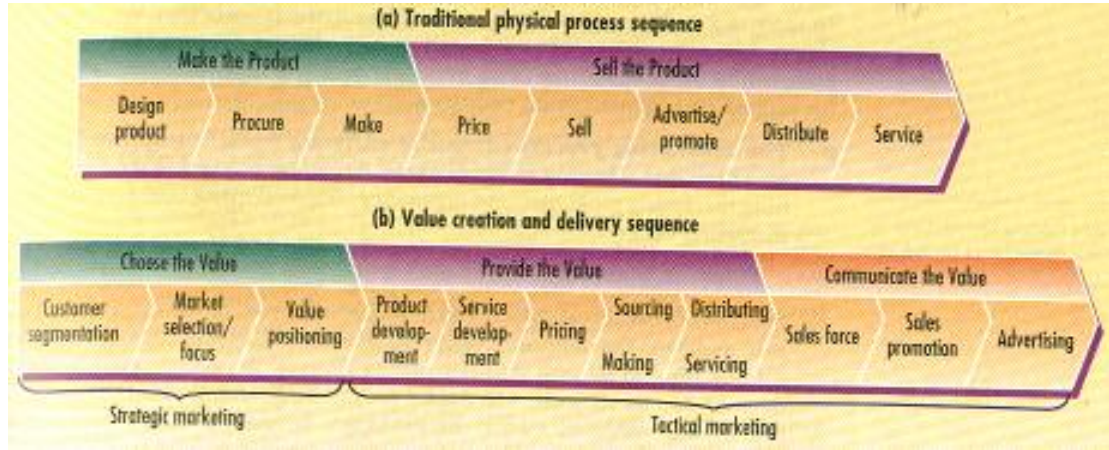 (a) Traditional physical process sequence
Make the Product
Sell the Product
Design
product
Procure
Make
Price
Sell
Advertise/
promote
Distribute
Service
(b) Value creation and delivery sequence
Choose the Value
Provide the Value
Communicate the Value
Customer
segmentation
Market
selection/
focus
Value
positioning
Product
develop-
ment
Service
develop-
ment
Pricing
Sourcing
Making
Distributing
Servicing
Sales force
Sales
promotion
Advertising
Strategic marketing
Tactical marketing